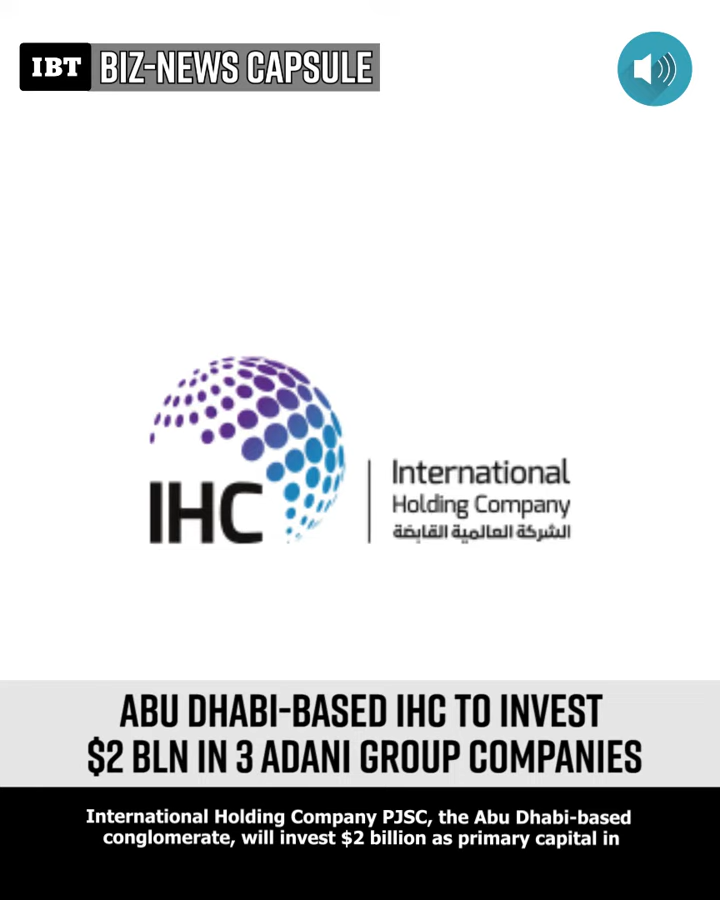 IBT BIZ-NEWS CAPSULE
IHC
International
Holding Company
الشركة العالمية القابضة
ABU DHABI-BASED IHC TO INVEST
$2 BLN IN 3 ADANI GROUP COMPANIES
International Holding Company PJSC, the Abu Dhabi-based
conglomerate, will invest $2 billion as primary capital in